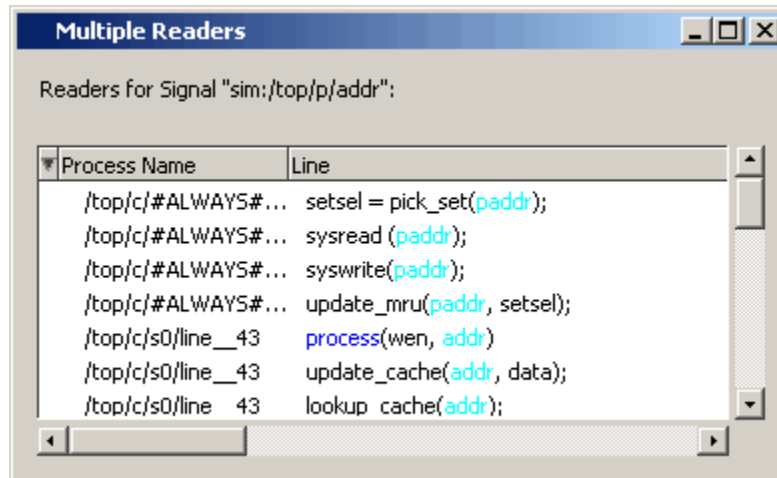 Multiple Readers
Readers for Signal "sim:/top/p/addr":
Process Name Line
/top/c/#ALWAYS#... setsel = pick_set(paddr);
/top/c/#ALWAYS#... sysread (paddr);
/top/c/#ALWAYS#... syswrite(paddr);
/top/c/#ALWAYS#... update_mru(paddr, setsel);
/top/c/s0/line__43 process(wen, addr)
/top/c/s0/line__43 update_cache(addr, data);
/top/c/s0/line__43 lookup_cache(addr);